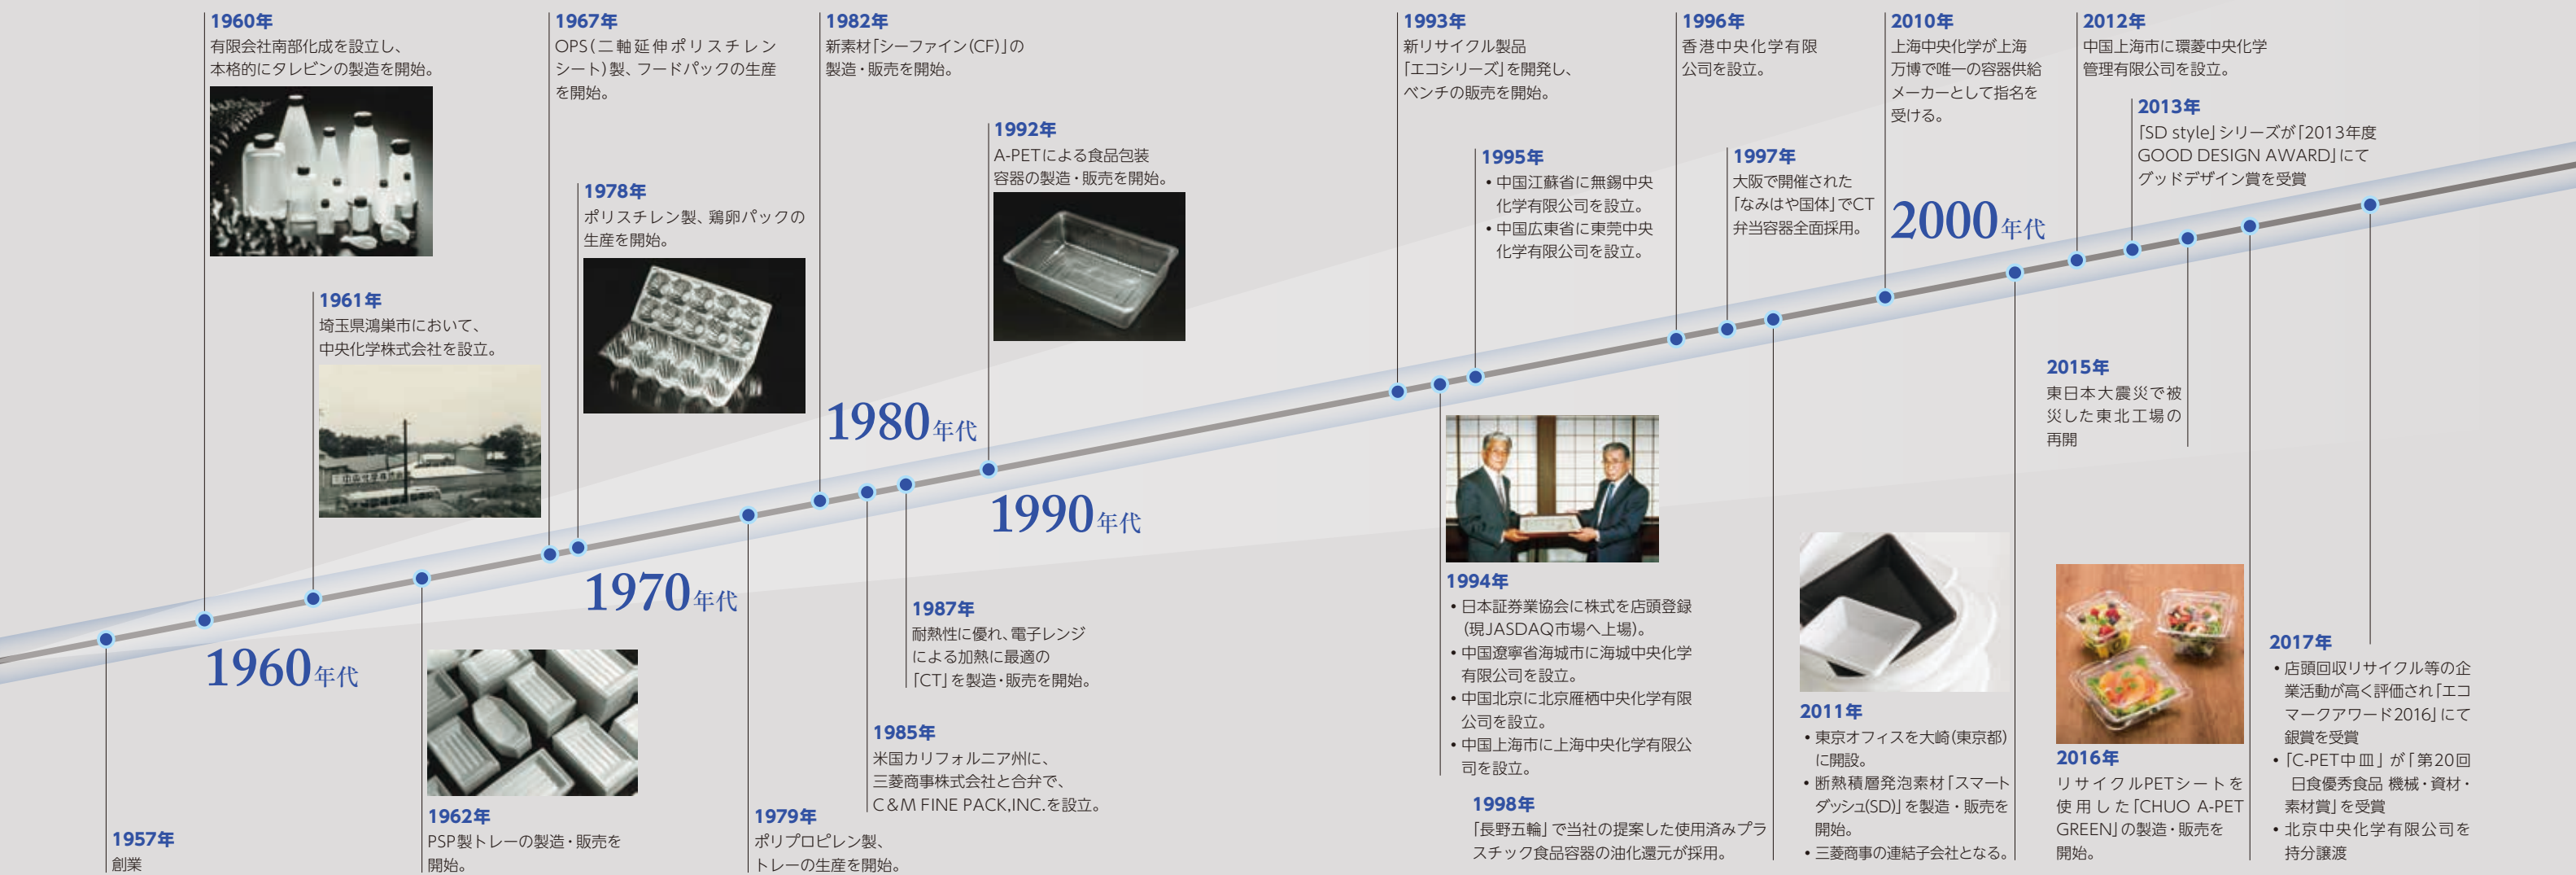 1957年
創業
1960年
有限会社南部化成を設立し、
本格的にタレビンの製造を開始。
1960年代
1961年
埼玉県鴻巣市において、
中央化学株式会社を設立。
1962年
PSP製トレーの製造・販売を
開始。
1967年
OPS(二軸延伸ポリスチレン
シート)製、フードパックの生産
を開始。
1978年
ポリスチレン製、鶏卵パックの
生産を開始。
1970年代
1979年
ポリプロピレン製、
トレーの生産を開始。
1982年
新素材「シーファイン(CF)」の
製造・販売を開始。
1980年代
1985年
米国カリフォルニア州に、
三菱商事株式会社と合弁で、
C&M FINE PACK,INC.を設立。
1987年
耐熱性に優れ、電子レンジ
による加熱に最適の
「CT」を製造・販売を開始。
1992年
A-PETによる食品包装
容器の製造・販売を開始。
1990年代
1993年
新リサイクル製品
「エコシリーズ」を開発し、
ベンチの販売を開始。
1994年
•日本証券業協会に株式を店頭登録
(現JASDAQ市場へ上場)。
•中国遼寧省海城市に海城中央化学
有限公司を設立。
•中国北京に北京雁栖中央化学有限
公司を設立。
•中国上海市に上海中央化学有限公
司を設立。
1995年
•中国江蘇省に無錫中央
化学有限公司を設立。
•中国広東省に東莞中央
化学有限公司を設立。
1996年
香港中央化学有限
公司を設立。
1997年
大阪で開催された
「なみはや国体」でCT
弁当容器全面採用。
1998年
「長野五輪」で当社の提案した使用済みプラ
スチック食品容器の油化還元が採用。
2000年代
2010年
上海中央化学が上海
万博で唯一の容器供給
メーカーとして指名を
受ける。
2011年
•東京オフィスを大崎(東京都)
に開設。
•断熱積層発泡素材「スマート
ダッシュ(SD)」を製造・販売を
開始。
•三菱商事の連結子会社となる。
2012年
中国上海市に環菱中央化学
管理有限公司を設立。
2013年
「SD style」シリーズが「2013年度
GOOD DESIGN AWARD」にて
グッドデザイン賞を受賞
2015年
東日本大震災で被
災した東北工場の
再開
2016年
リサイクルPETシートを
使用した「CHUO A-PET
GREEN」の製造・販売を
開始。
2017年
•店頭回収リサイクル等の企
業活動が高く評価され「エコ
マークアワード2016」にて
銀賞を受賞
•「C-PET中皿」が「第20回
日食優秀食品 機械・資材・
素材賞」を受賞
•北京中央化学有限公司を
持分譲渡